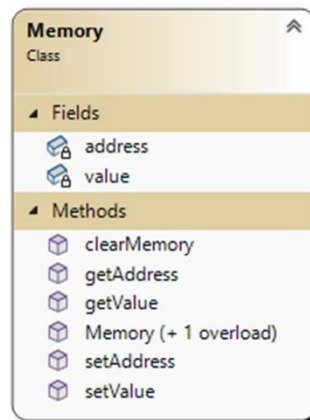 Memory
Class
Fields
address
value
Methods
clearMemory
getAddress
getValue
Memory (+ 1 overload)
setAddress
setValue